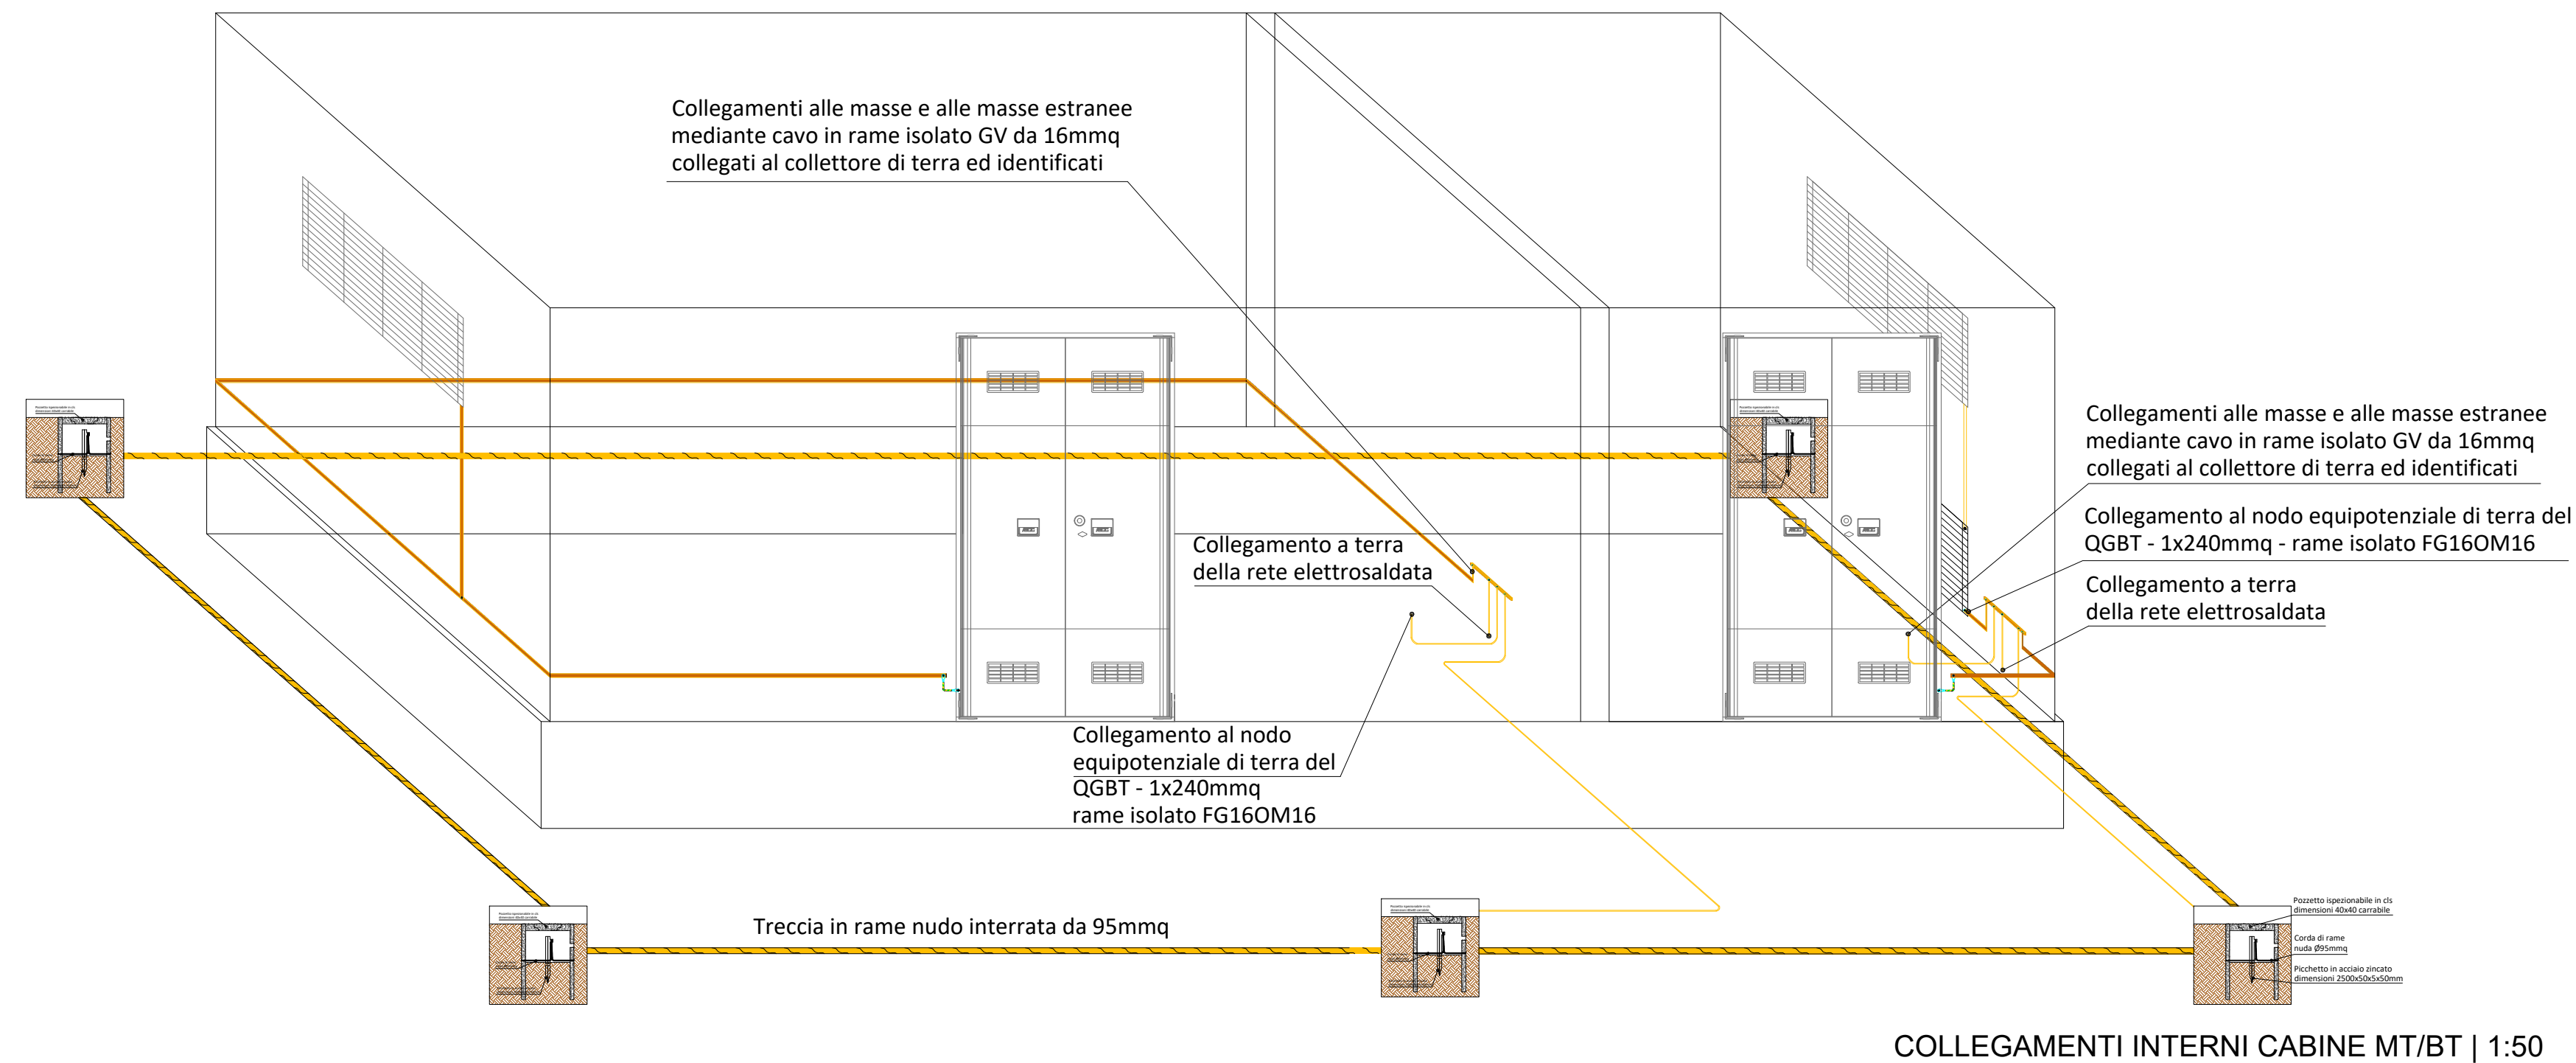 Collegamenti alle masse e alle masse estranee
mediante cavo in rame isolato GV da 16mmq
collegati al collettore di terra ed identificati
Collegamenti alle masse e alle masse estranee
mediante cavo in rame isolato GV da 16mmq
collegati al collettore di terra ed identificati
Collegamento al nodo equipotenziale di terra del
QGBT - 1x240mmq - rame isolato FG16OM16
Collegamento a terra
della rete elettrosaldata
Collegamento a terra
della rete elettrosaldata
Collegamento al nodo
equipotenziale di terra del
QGBT - 1x240mmq
rame isolato FG16OM16
Treccia in rame nudo interrata da 95mmq
Pozzetto ispezionabile in cls
dimensioni 40x40 carrabile
Corda di rame
nuda Ø95mmq
Picchetto in acciaio zincato
dimensioni 2500x50x5x50mm
COLLEGAMENTI INTERNI CABINE MT/BT | 1:50